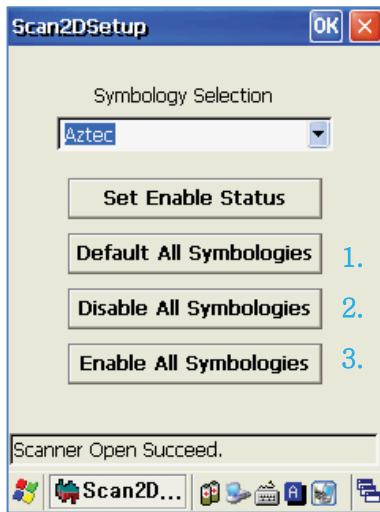 Scan2DSetup OK
Symbology Selection
Aztec
Set Enable Status
Default All Symbologies 1.
Disable All Symbologies 2.
Enable All Symbologies 3.
Scanner Open Succeed.
Scan2D... A